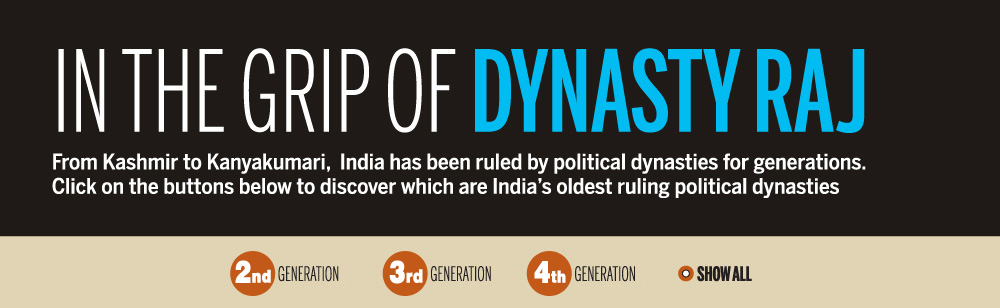 IN THE GRIP OF DYNASTY RAJ
From Kashmir to Kanyakumari, India has been ruled by political dynasties for generations.
Click on the buttons below to discover which are India's oldest ruling political dynasties
2nd GENERATION 3rd GENERATION 4th GENERATION SHOW ALL